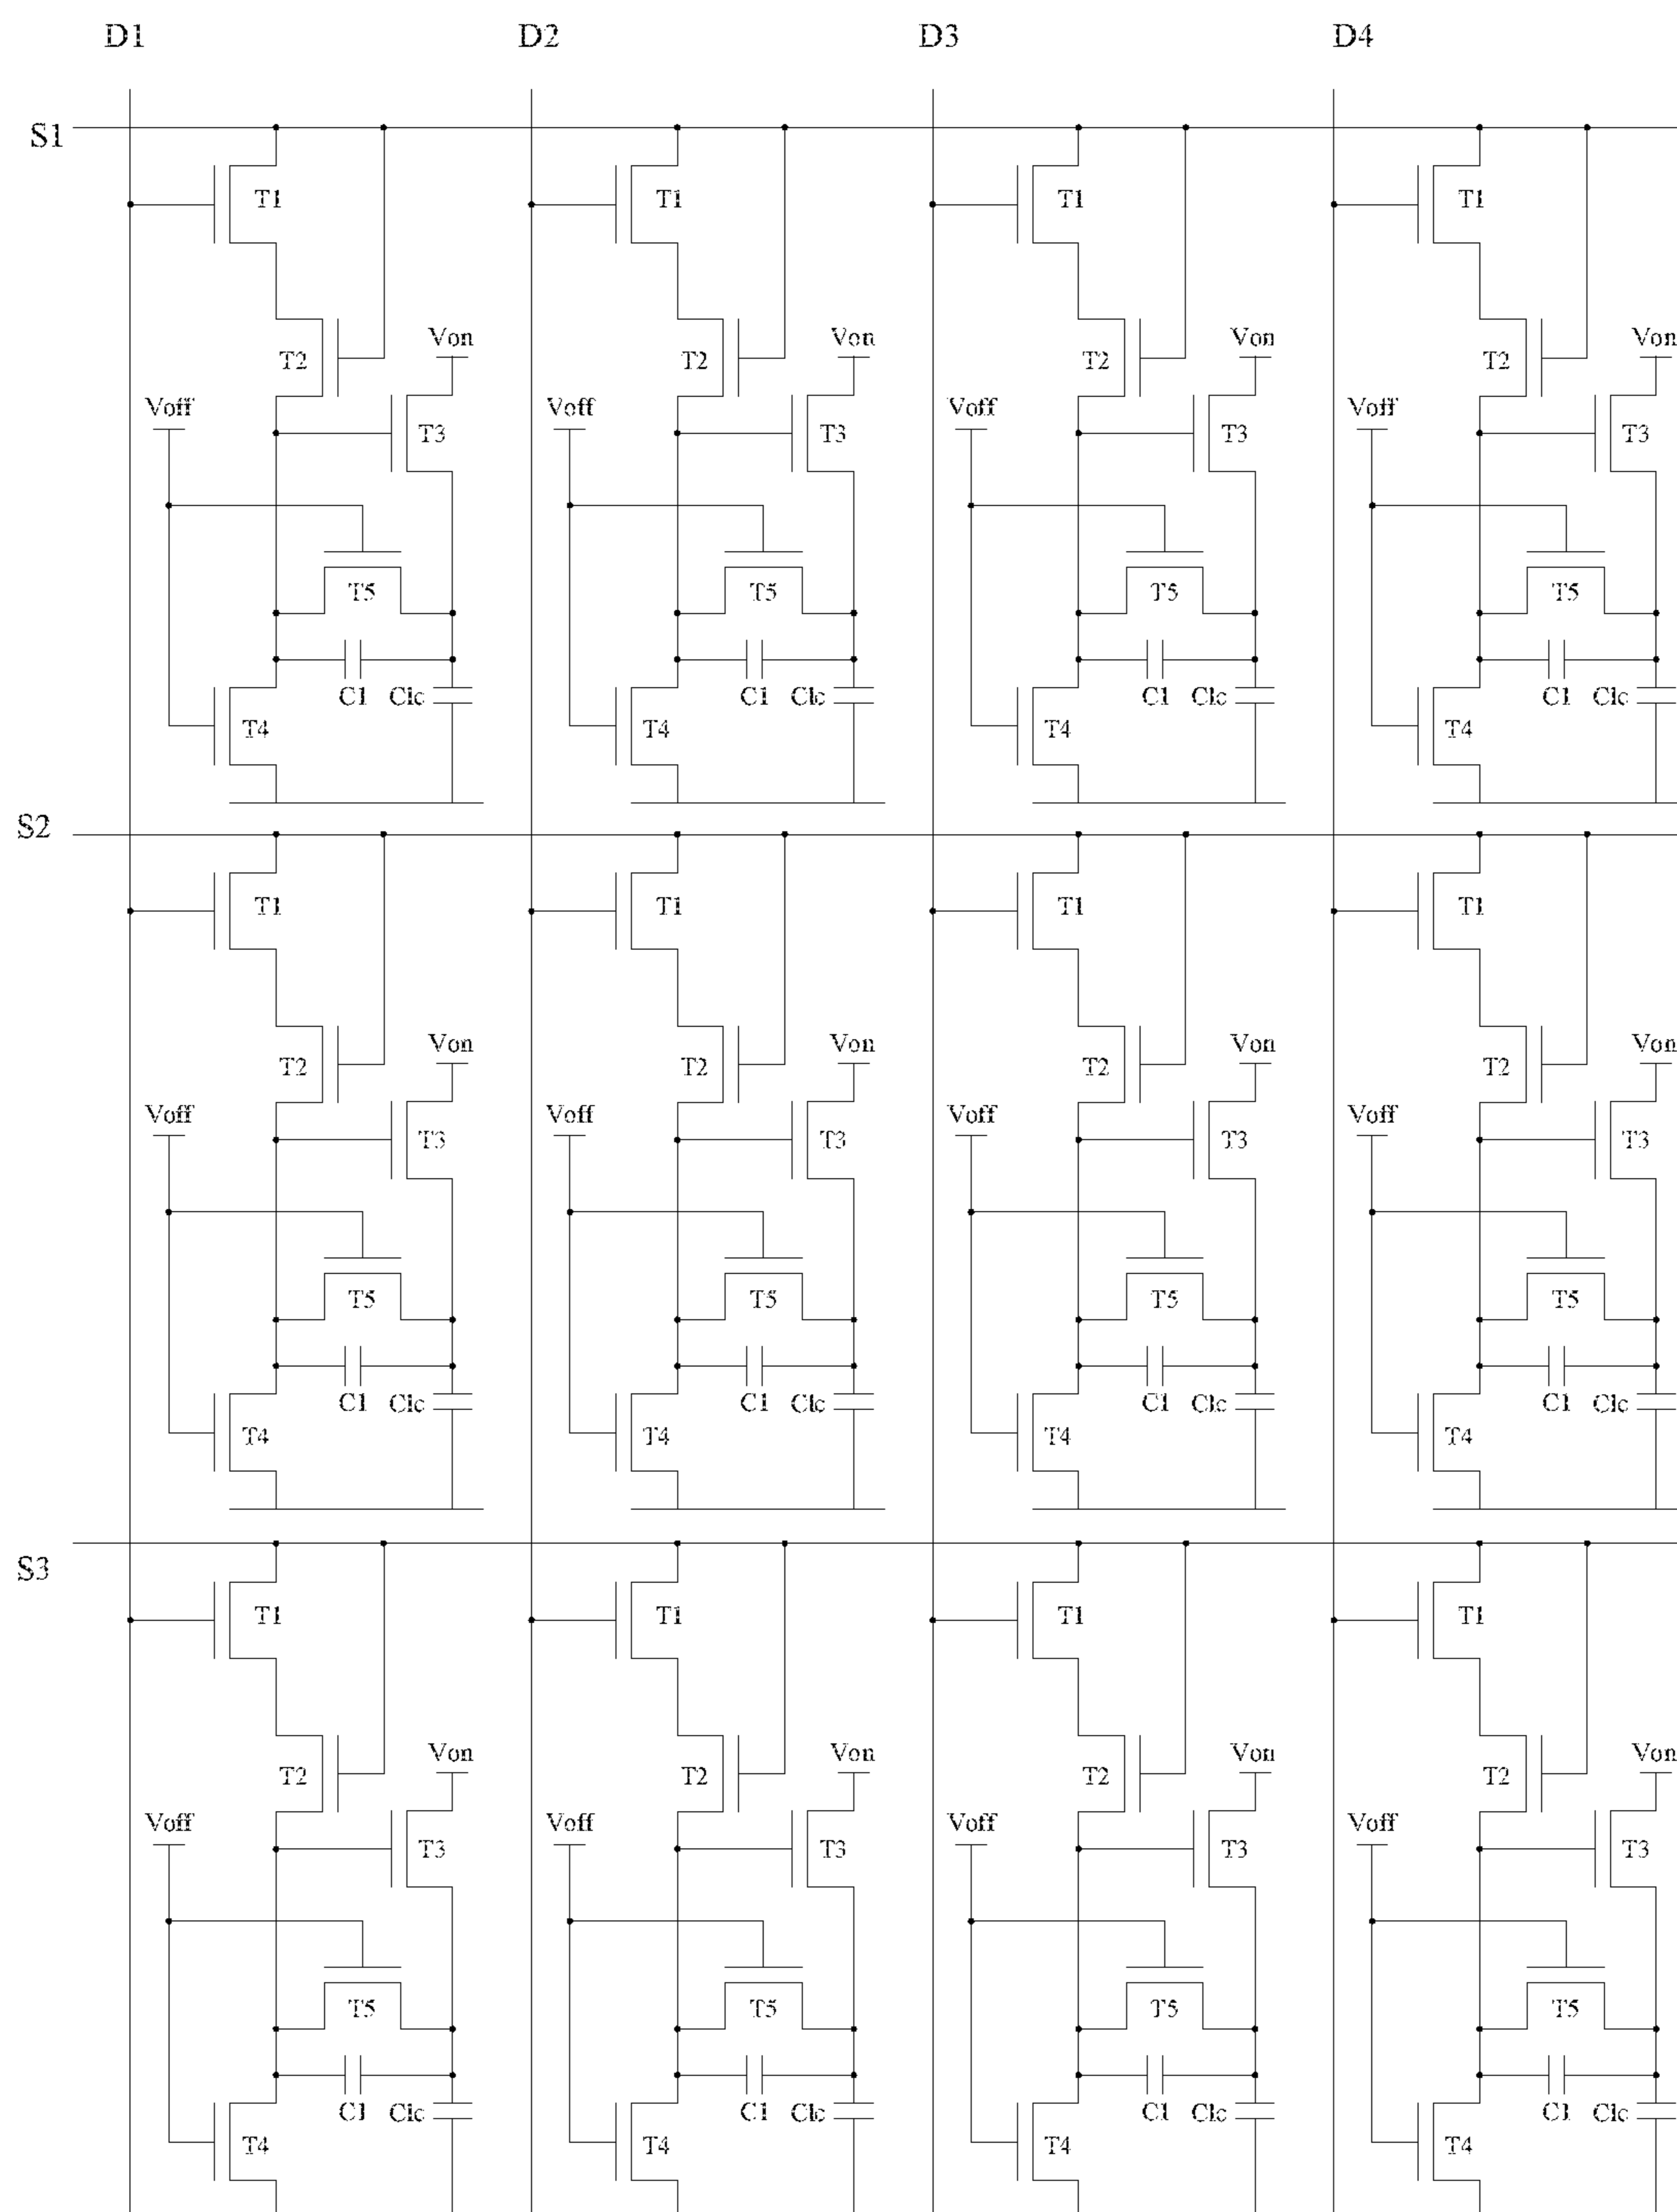 D1 D2 D3 D4
S1
T1 T1 T1 T1
Von Von Von Von
T2 T2 T2 T2
Voff Voff Voff Voff
T3 T3 T3 T3
T5 T5 T5 T5
C1 Clc C1 Clc C1 Clc C1 Clc
T4 T4 T4 T4
S2
T1 T1 T1 T1
Von Von Von Von
T2 T2 T2 T2
Voff Voff Voff Voff
T3 T3 T3 T3
T5 T5 T5 T5
C1 Clc C1 Clc C1 Clc C1 Clc
T4 T4 T4 T4
S3
T1 T1 T1 T1
Von Von Von Von
T2 T2 T2 T2
Voff Voff Voff Voff
T3 T3 T3 T3
T5 T5 T5 T5
C1 Clc C1 Clc C1 Clc C1 Clc
T4 T4 T4 T4